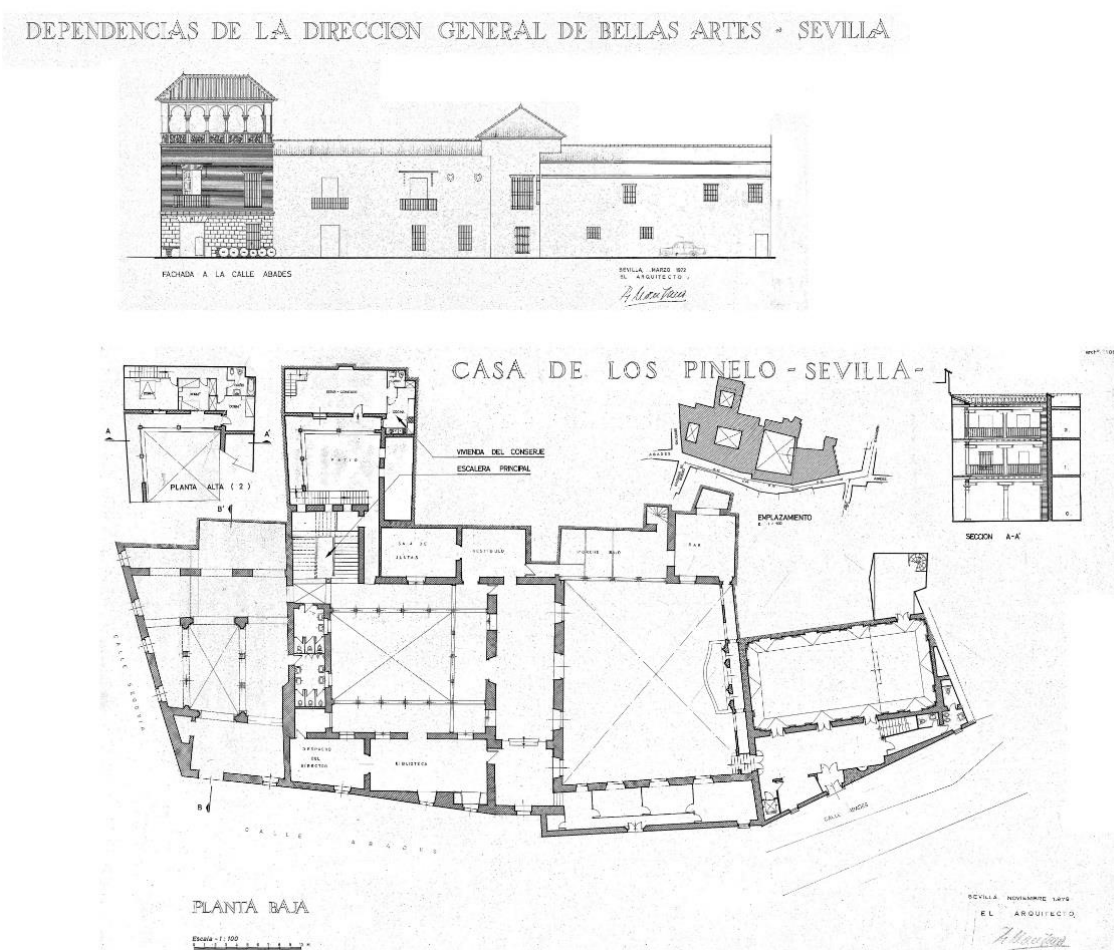 DEPENDENCIAS DE LA DIRECCION GENERAL DE BELLAS ARTES - SEVILLA
FACHADA A LA CALLE ABADES
SEVILLA, MARZO 1972
EL ARQUITECTO,
CASA DE LOS PINELO - SEVILLA -
COCINA
PATIO
A A'
PLANTA ALTA (2)
B'
VIVIENDA DEL CONSERJE
ESCALERA PRINCIPAL
EMPLAZAMIENTO
SECCION A-A'
SALA DE
JUNTAS
VESTIBULO
BAR
CALLE SEGOVIA
DESPACHO
DEL
DIRECTOR
BIBLIOTECA
B
CALLE ABADES
CALLE ABADES
PLANTA BAJA
Escala - 1:100
SEVILLA NOVIEMBRE
EL ARQUITECTO,